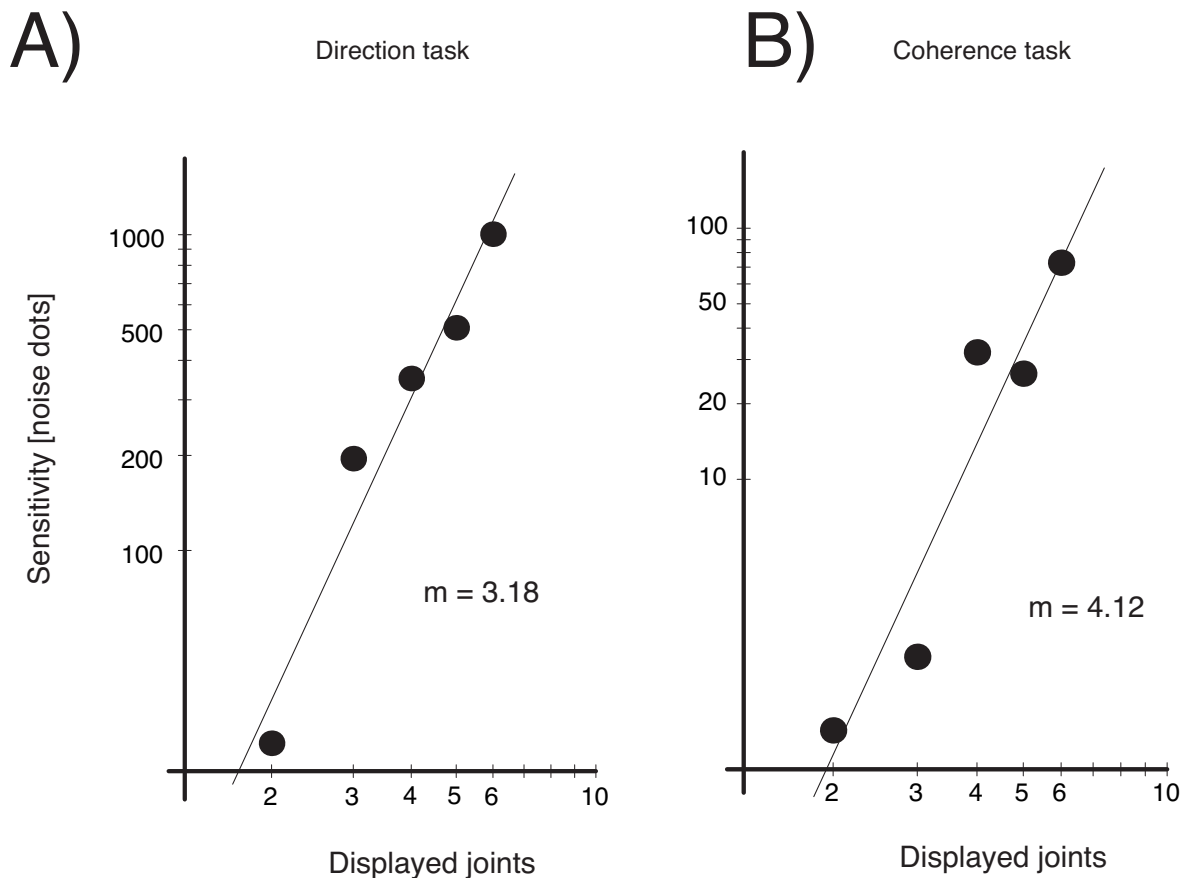 A)
Direction task
Sensitivity [noise dots]
1000
500
200
100
m = 3.18
2 3 4 5 6 10
Displayed joints
B)
Coherence task
100
50
20
10
m = 4.12
2 3 4 5 6 10
Displayed joints